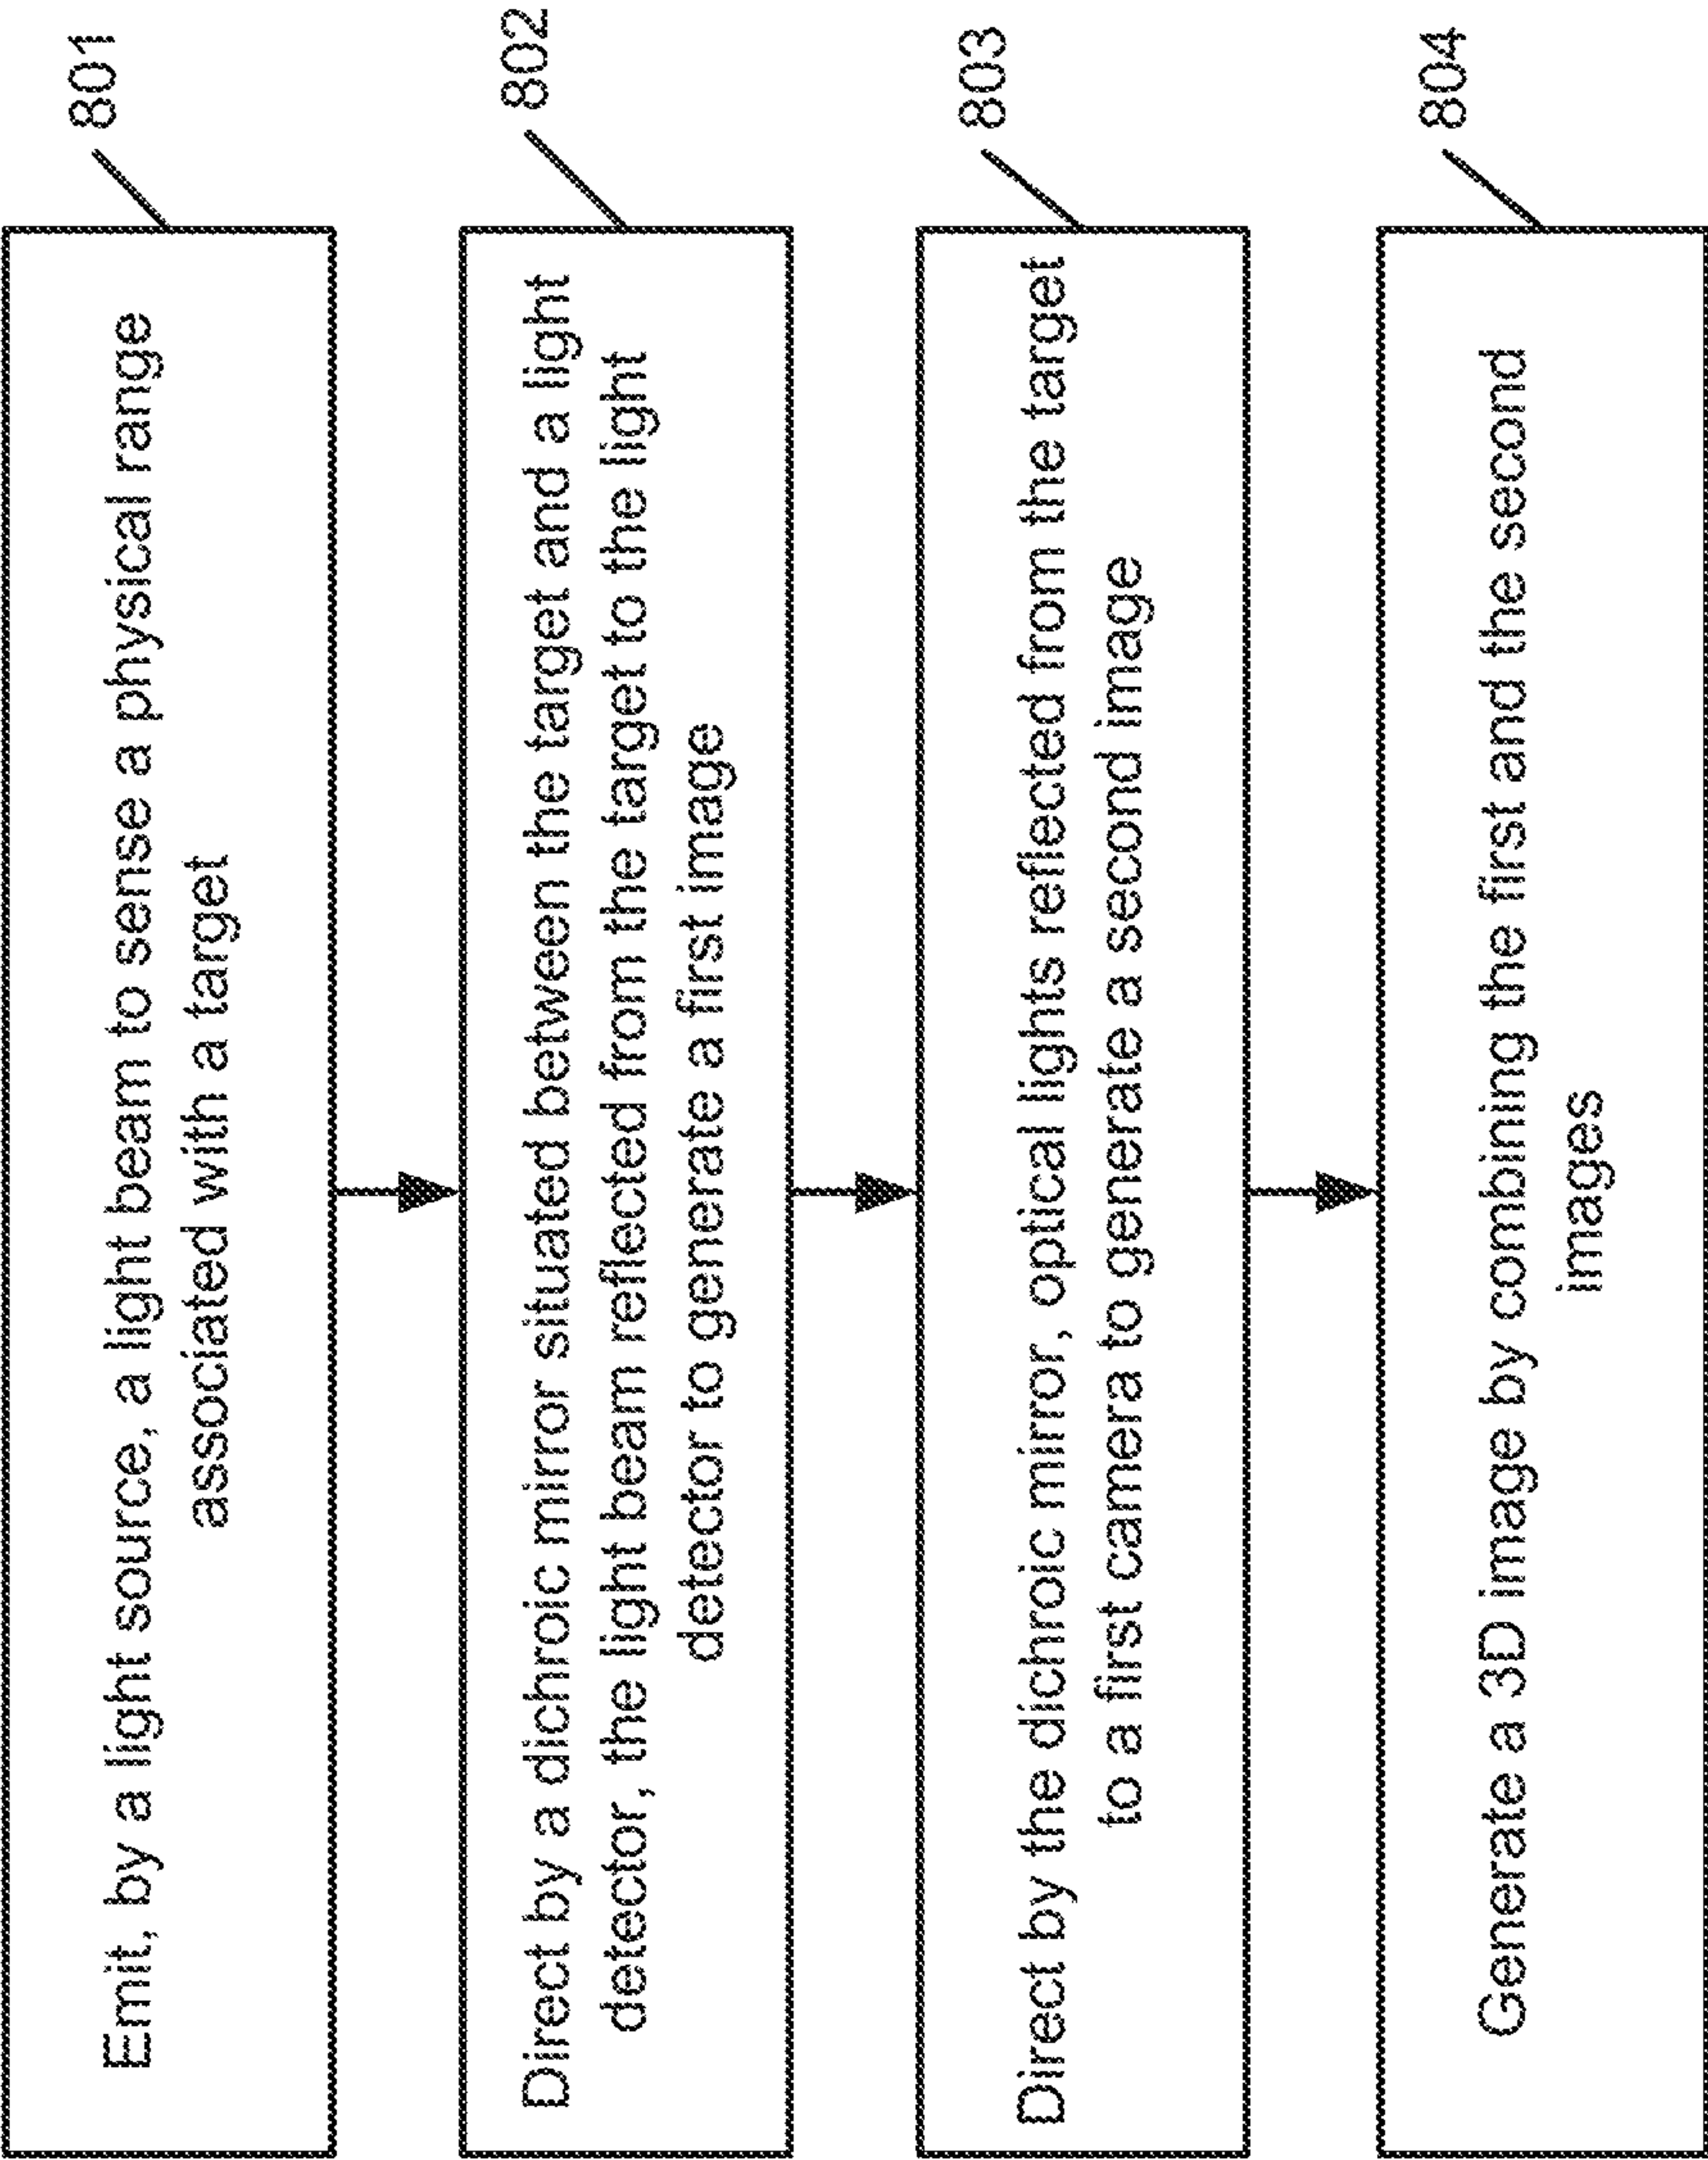 801
Emit, by a light source, a light beam to sense a physical range
associated with a target
802
Direct by a dichroic mirror situated between the target and a light
detector, the light beam reflected from the target to the light
detector to generate a first image
803
Direct by the dichroic mirror, optical lights reflected from the target
to a first camera to generate a second image
804
Generate a 3D image by combining the first and the second
images